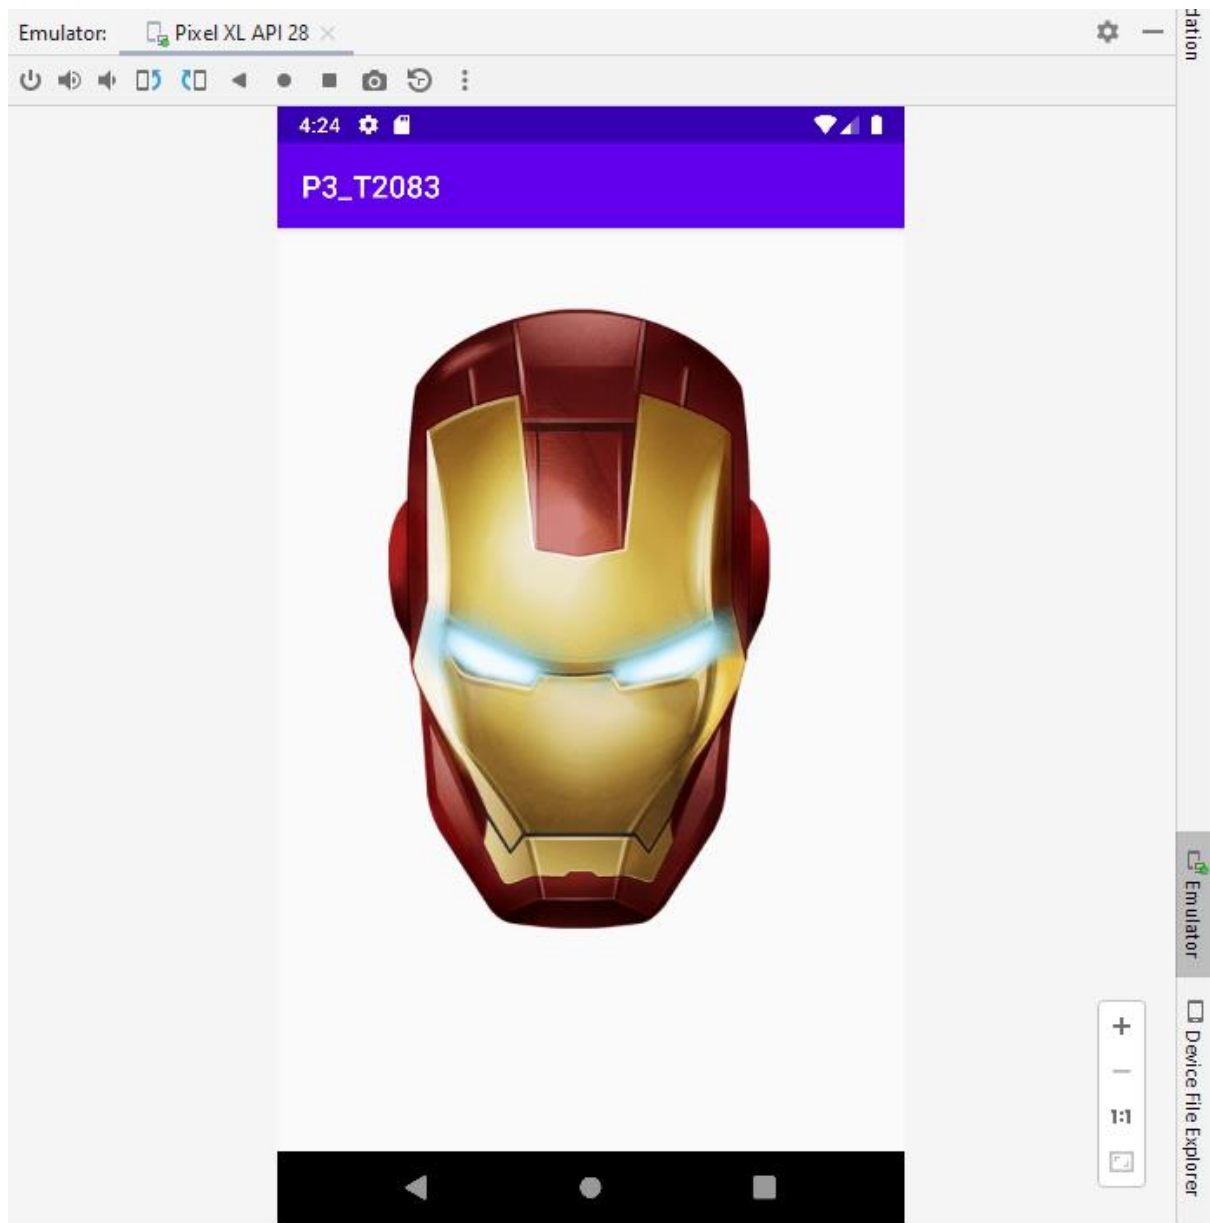 Emulator: Pixel XL API 28
4:24
P3_T2083
dation
Emulator
Device File Explorer
1:1